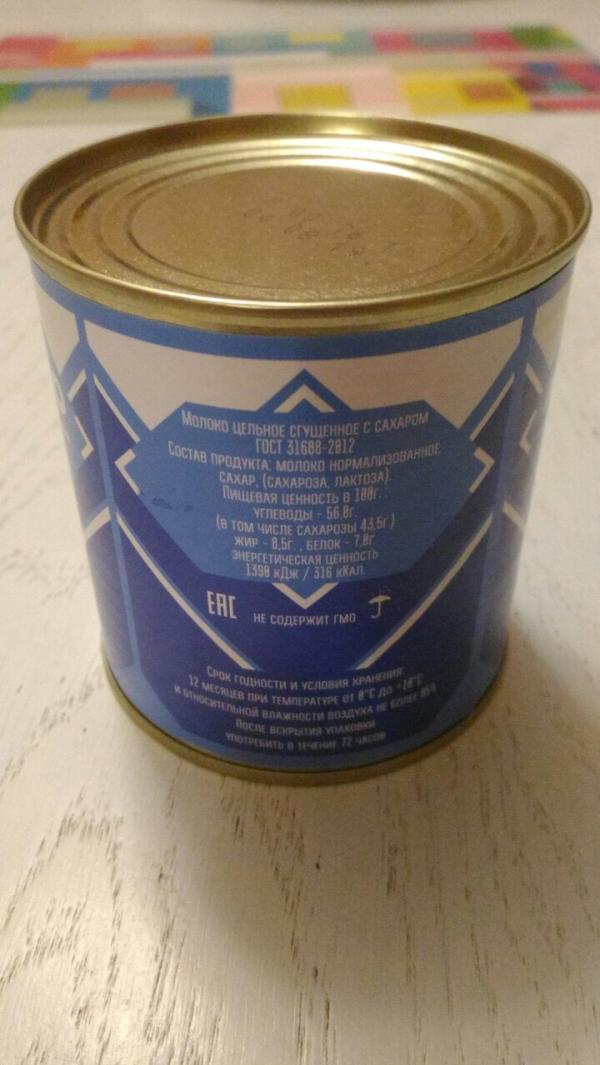 Молоко цельное сгущенное с сахаром
ГОСТ 31688-2012
Состав продукта: молоко нормализованное
сахар, (сахароза, лактоза).
Пищевая ценность в 100г.
углеводы - 56,0г.
(в том числе сахарозы 43,5г)
жир - 8,5г. , белок - 7,0г
энергетическая ценность
1390 кДж / 316 кКал.
ЕАС
не содержит ГМО
Срок годности и условия хранения:
12 месяцев при температуре от 0°С до +10°С
и относительной влажности воздуха не более 85%
После вскрытия упаковки
употребить в течение 72 часов